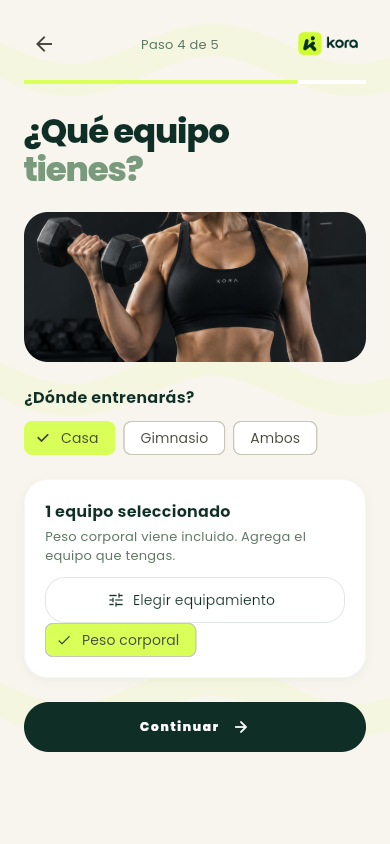 Paso 4 de 5
kora
¿Qué equipo
tienes?
KORA
¿Dónde entrenarás?
Casa
Gimnasio
Ambos
1 equipo seleccionado
Peso corporal viene incluido. Agrega el
equipo que tengas.
Elegir equipamiento
Peso corporal
Continuar